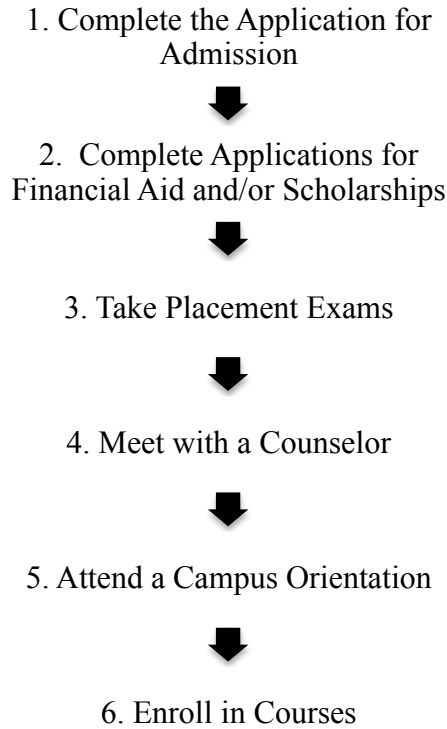 1. Complete the Application for
Admission
2. Complete Applications for
Financial Aid and/or Scholarships
3. Take Placement Exams
4. Meet with a Counselor
5. Attend a Campus Orientation
6. Enroll in Courses